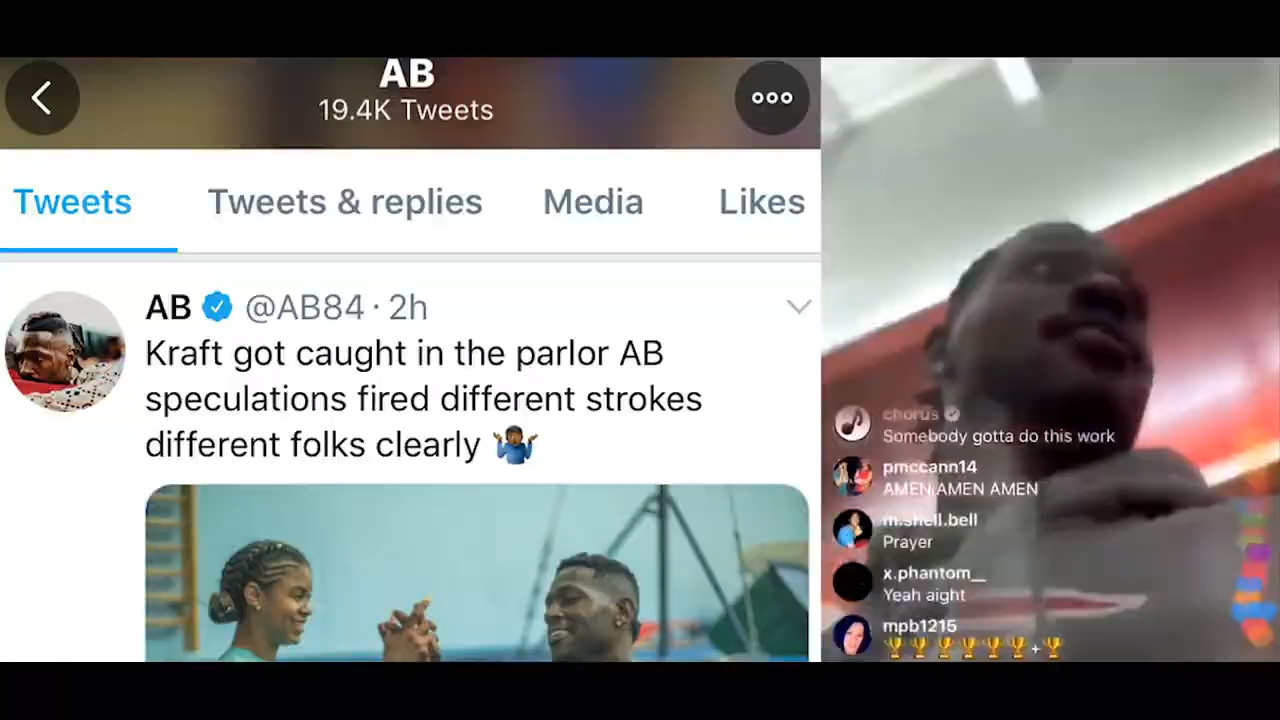 AB
19.4K Tweets
Tweets Tweets & replies Media Likes
AB @AB84 · 2h
Kraft got caught in the parlor AB
speculations fired different strokes
different folks clearly 🤷🏾‍♂️
chorus
Somebody gotta do this work
pmccann14
AMEN AMEN AMEN
m.shell.bell
Prayer
x.phantom__
Yeah aight
mpb1215
🏆🏆🏆🏆🏆🏆+🏆